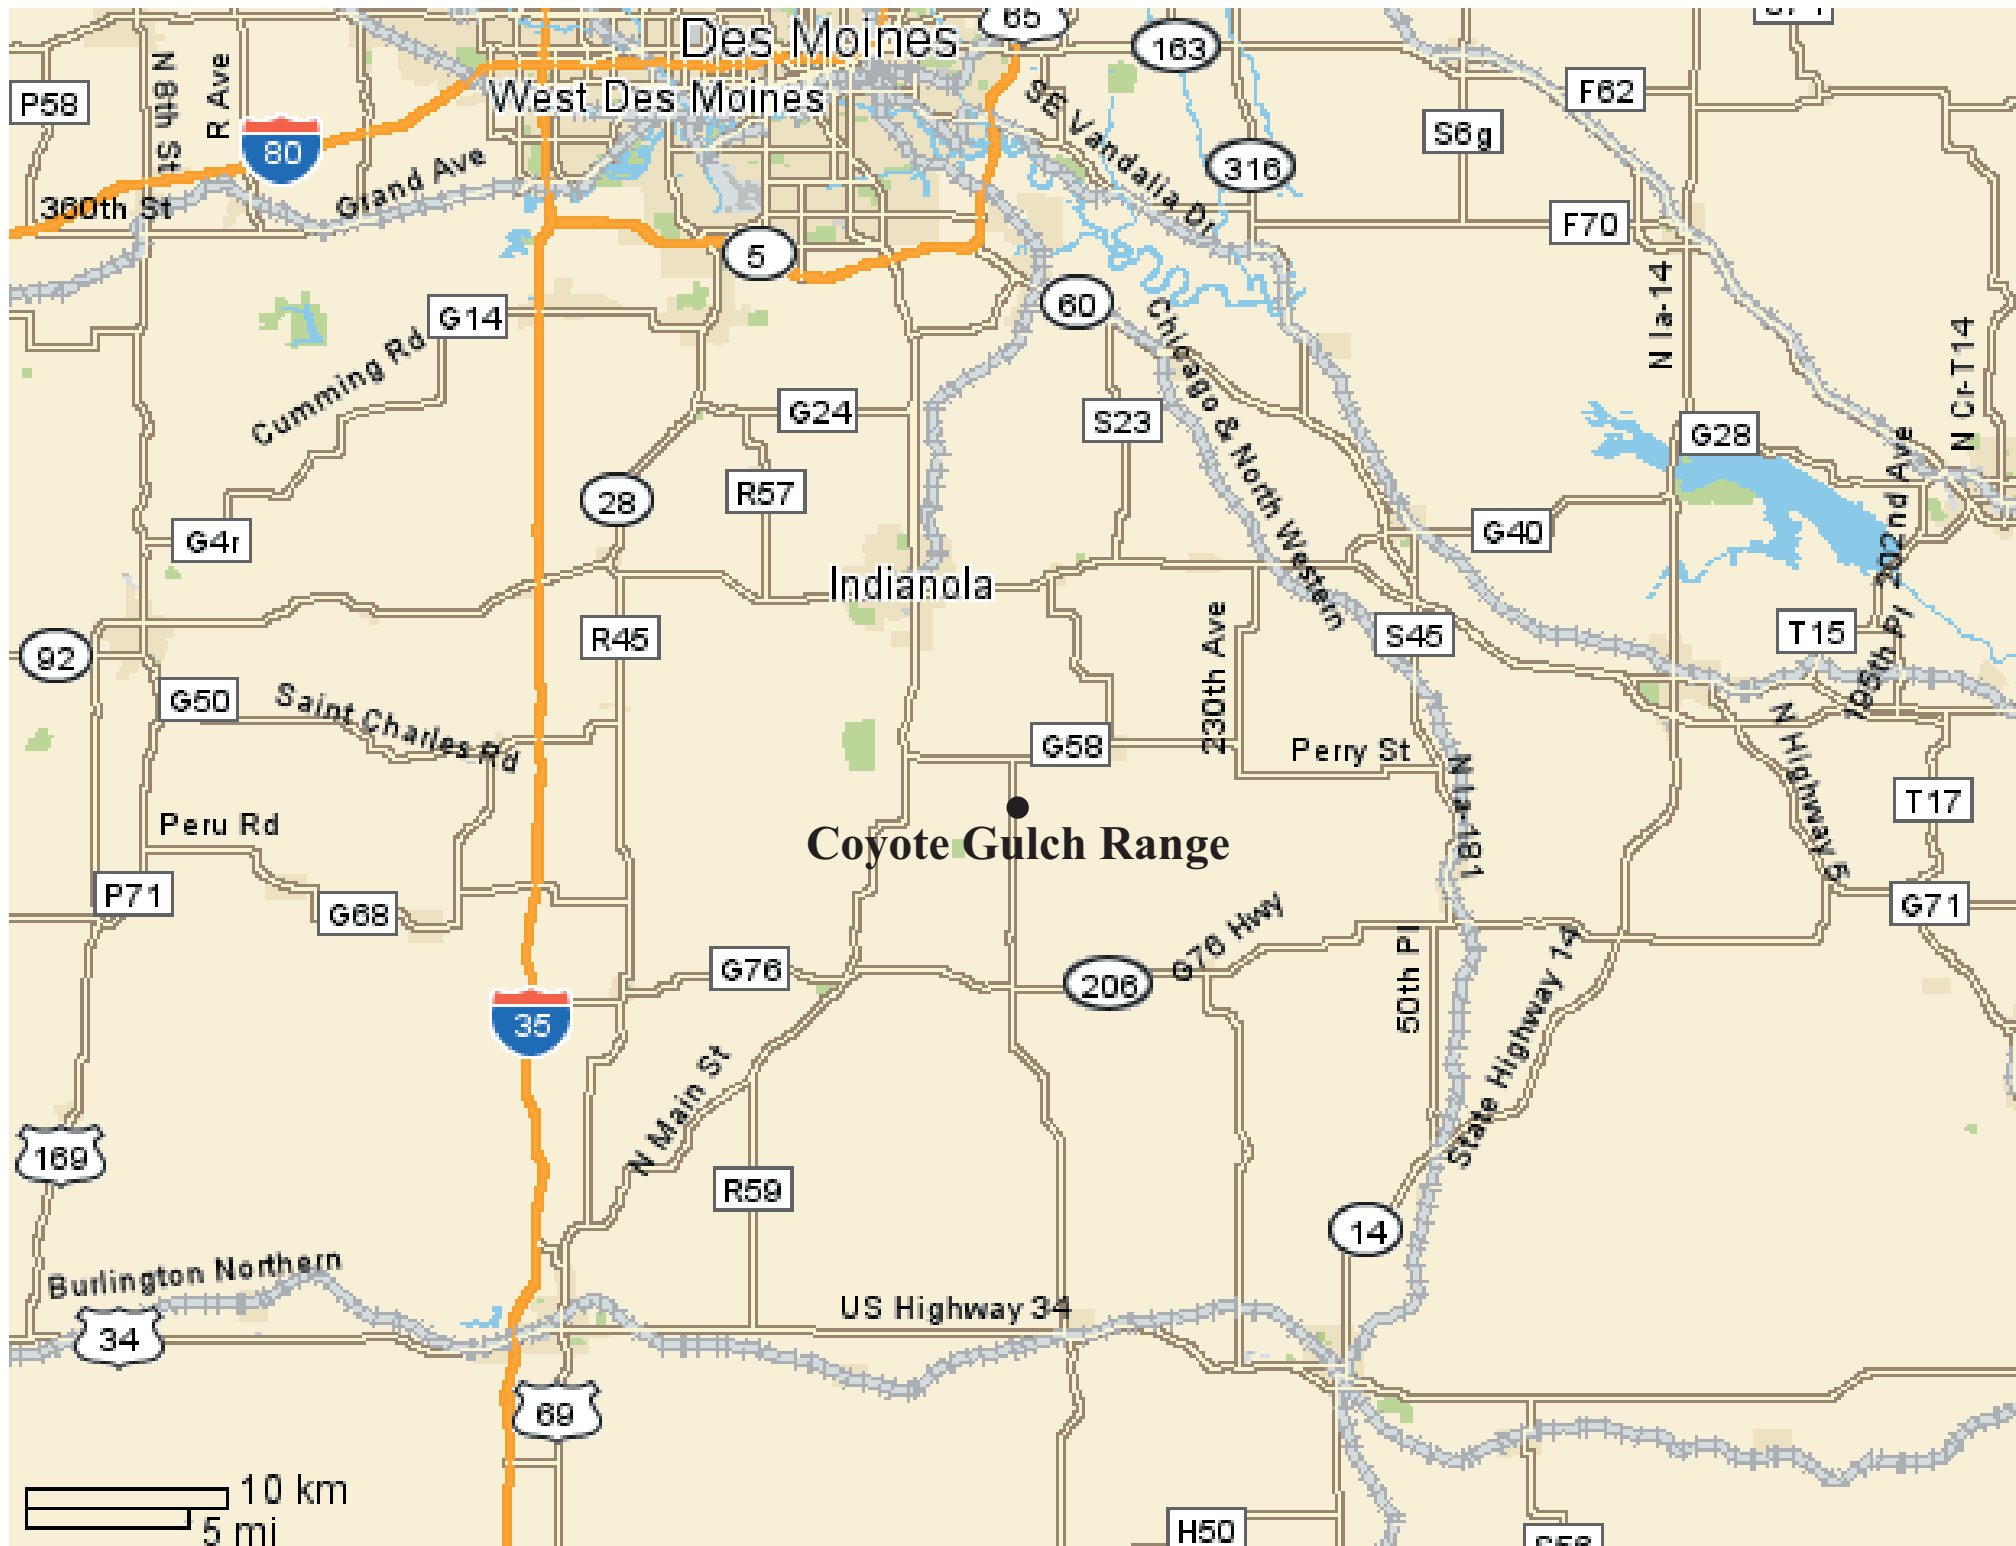 Des Moines
65
163
West Des Moines
P58
N 8th St
R Ave
80
Grand Ave
360th St
SE Vandalia Dr
316
S6g
F62
F70
5
60
G14
Cumming Rd
Chicago & North Western
N Ia-14
N Cr-T14
G24
S23
G28
R57
28
G4r
G40
202nd Ave
Indianola
230th Ave
R45
S45
T15
92
G50
Saint Charles Rd
195th Pl
G58
Perry St
N Ia-181
N Highway 5
T17
Peru Rd
Coyote Gulch Range
P71
G68
G71
G76
206
G76 Hwy
50th Pl
State Highway 14
35
N Main St
169
R59
14
Burlington Northern
US Highway 34
34
69
10 km
5 mi
H50